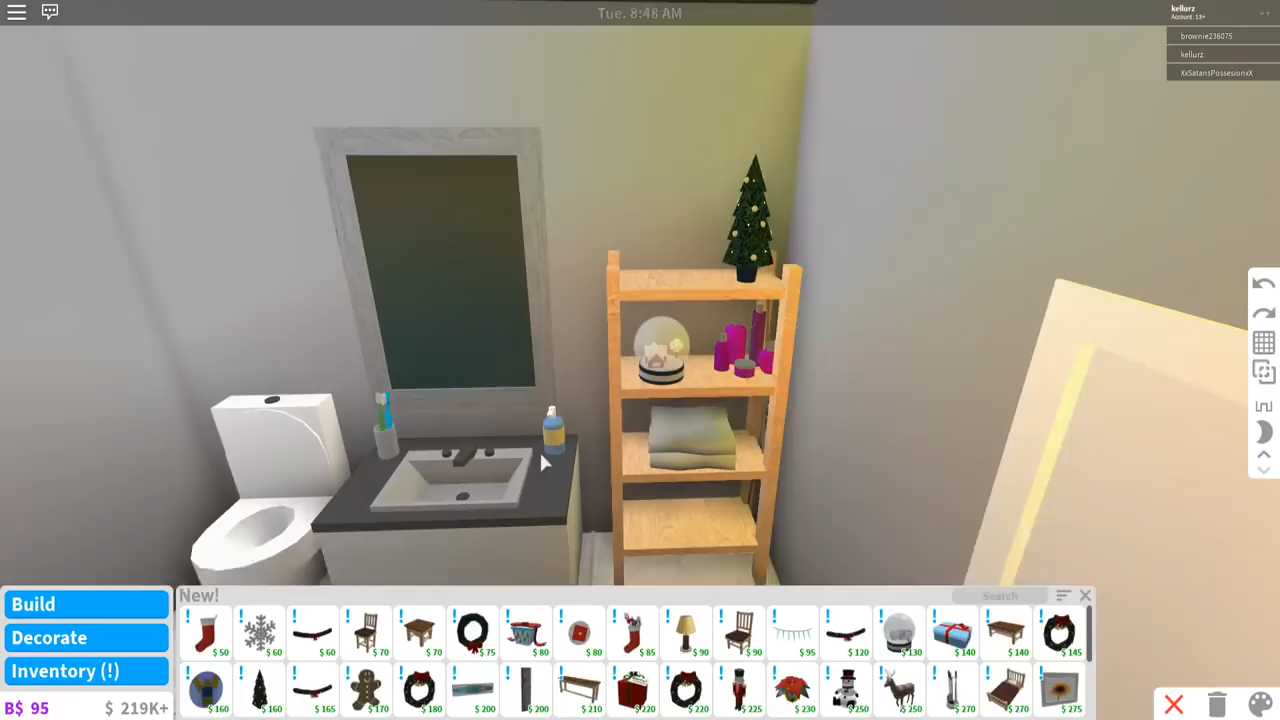 Tue. 8:48 AM
kellurz
Account: 13+
brownie236075
kellurz
XxSatansPossesionxX
New!
Search
Build
Decorate
Inventory (!)
B$ 95
$ 219K+
$ 50
$ 60
$ 60
$ 70
$ 70
$ 75
$ 80
$ 80
$ 85
$ 90
$ 90
$ 95
$ 120
$ 130
$ 140
$ 140
$ 145
$ 160
$ 160
$ 165
$ 170
$ 180
$ 200
$ 200
$ 210
$ 220
$ 220
$ 225
$ 230
$ 250
$ 250
$ 270
$ 270
$ 275